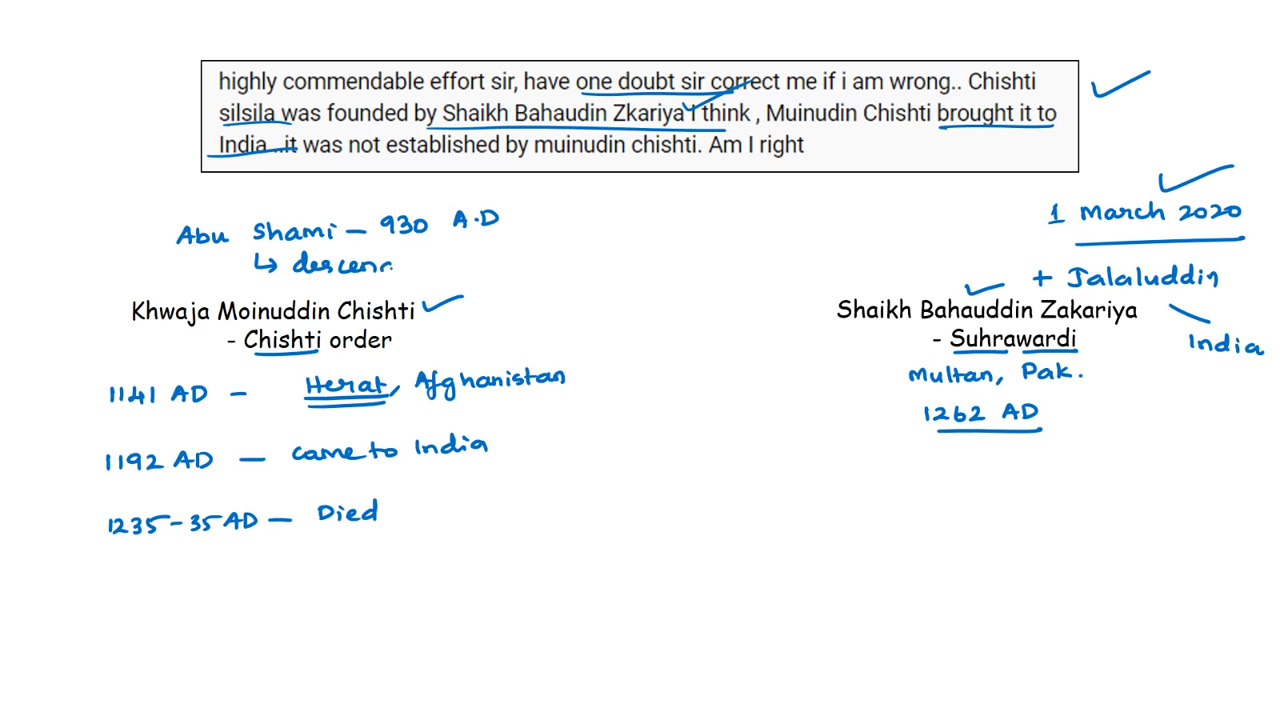 highly commendable effort sir, have one doubt sir correct me if i am wrong.. Chishti
silsila was founded by Shaikh Bahaudin Zkariya I think , Muinudin Chishti brought it to
India...it was not established by muinudin chishti. Am I right
Abu Shami - 930 A.D
↳ descen
Khwaja Moinuddin Chishti
- Chishti order
1141 AD - Herat, Afghanistan
1192 AD - came to India
1235-35 AD - Died
1 March 2020
+ Jalaluddin
Shaikh Bahauddin Zakariya
- Suhrawardi
India
Multan, Pak.
1262 AD